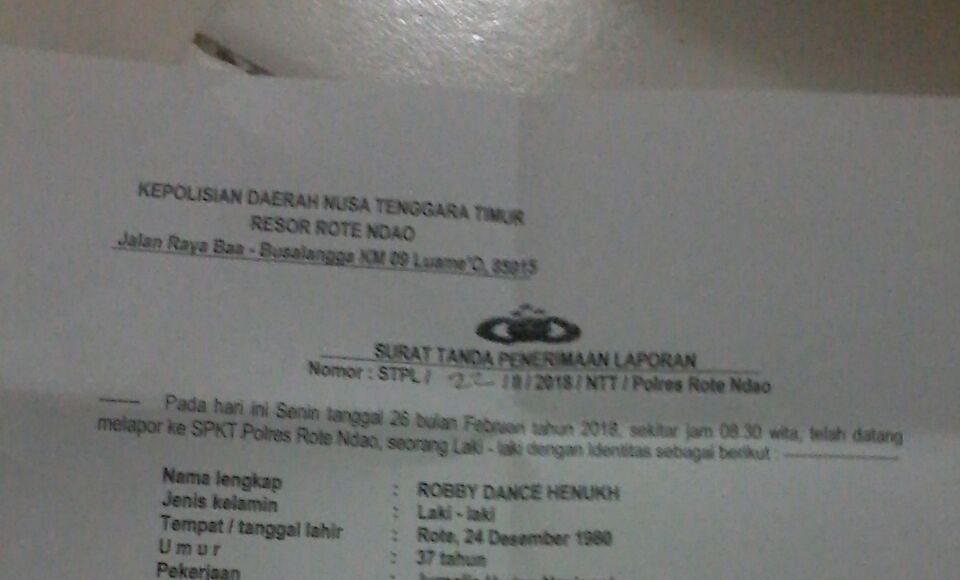 KEPOLISIAN DAERAH NUSA TENGGARA TIMUR
RESOR ROTE NDAO
Jalan Raya Baa - Busalangga KM 09 Luame'O, 85915
SURAT TANDA PENERIMAAN LAPORAN
Nomor : STPL / 22 / II / 2018 / NTT / Polres Rote Ndao
Pada hari ini Senin tanggal 26 bulan Februari tahun 2018, sekitar jam 08.30 wita, telah datang
melapor ke SPKT Polres Rote Ndao, seorang Laki - laki dengan Identitas sebagai berikut :
Nama lengkap : ROBBY DANCE HENUKH
Jenis kelamin : Laki - laki
Tempat / tanggal lahir : Rote, 24 Desember 1980
U m u r : 37 tahun
Pekerjaan :